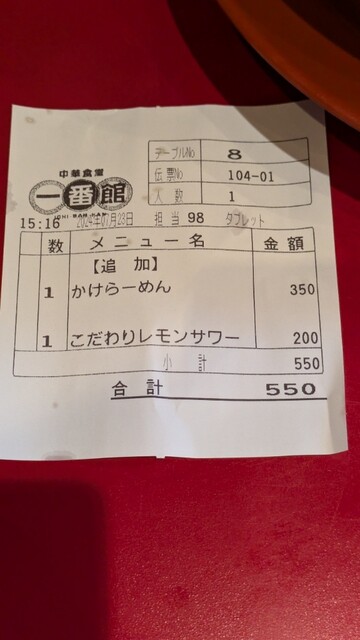 中華食堂
一番館
ICHI-BAN-KAN
テーブルNo 8
伝票No 104-01
人数 1
15:16 2024年07月23日 担当 98 タブレット
数 メニュー名 金額
【追 加】
1 かけらーめん 350
1 こだわりレモンサワー 200
小 計 550
合 計 550